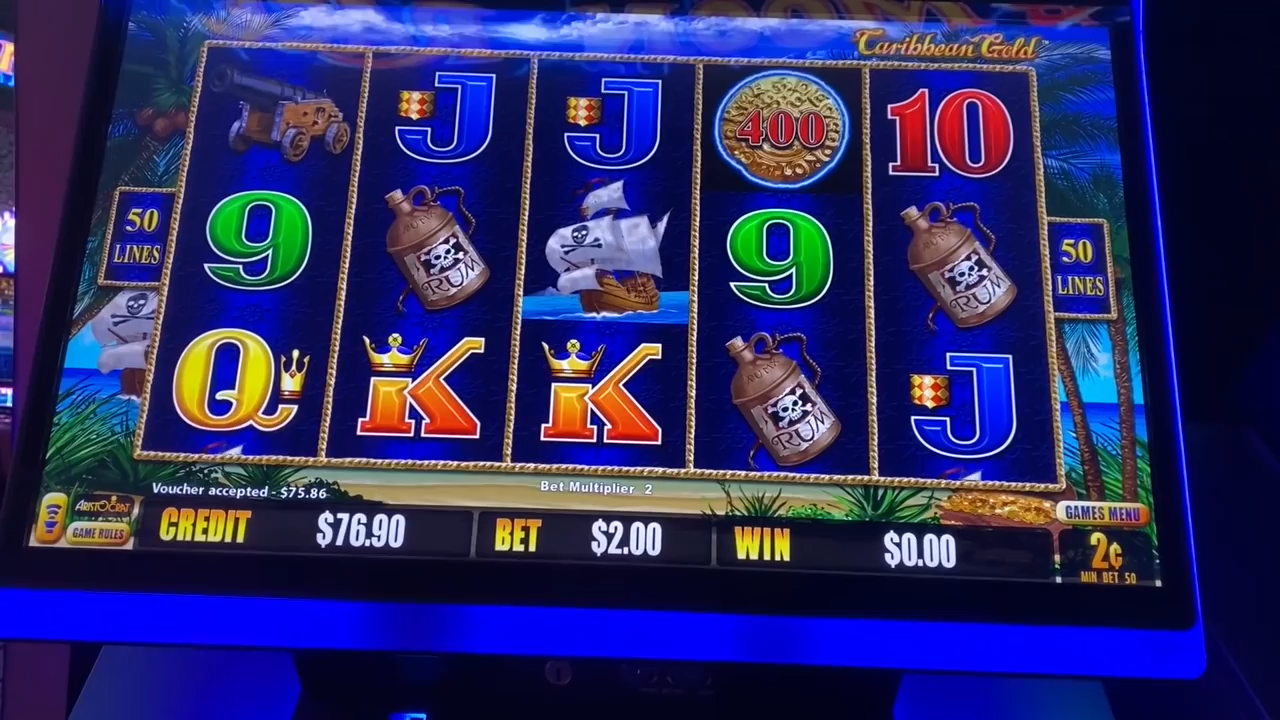 Caribbean Gold
J
J
400
10
9
RUM
9
RUM
Q
K
K
RUM
J
50
LINES
50
LINES
Voucher accepted - $75.86
Bet Multiplier 2
GAMES MENU
ARISTOCRAT
GAME RULES
CREDIT $76.90
BET $2.00
WIN $0.00
2¢
MIN BET 50